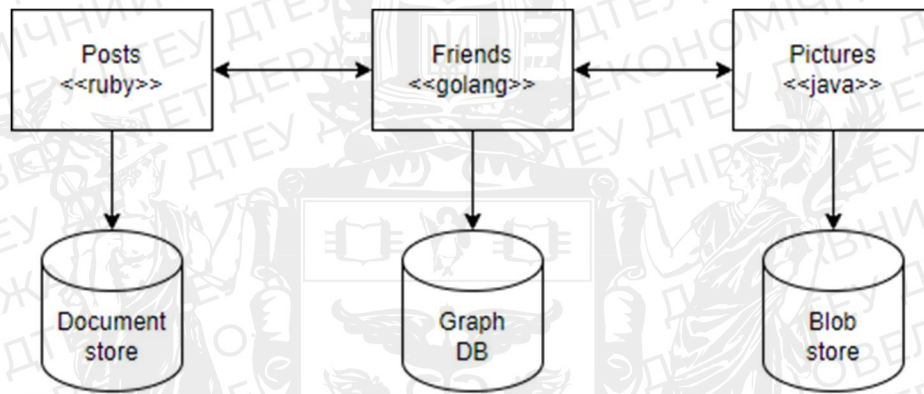 Posts
<<ruby>>
Friends
<<golang>>
Pictures
<<java>>
Document
store
Graph
DB
Blob
store